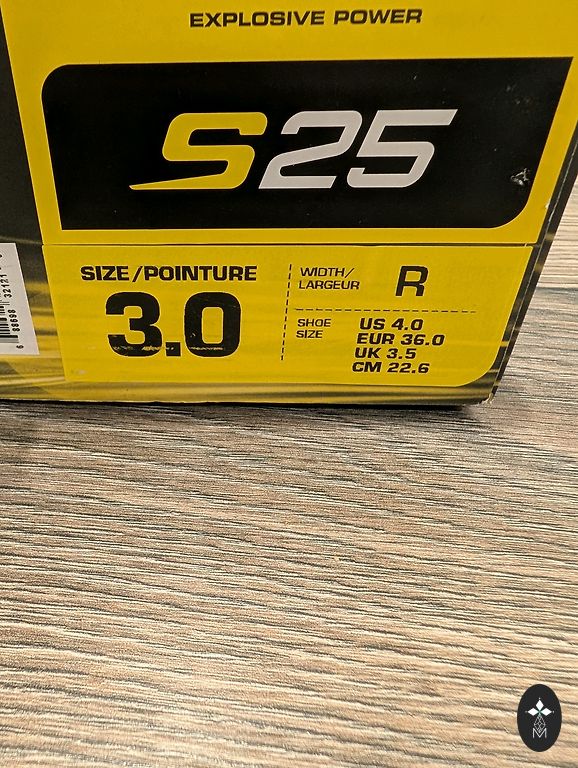 EXPLOSIVE POWER
S25
SIZE/POINTURE
3.0
WIDTH/
LARGEUR
R
SHOE
SIZE
US 4.0
EUR 36.0
UK 3.5
CM 22.6
M